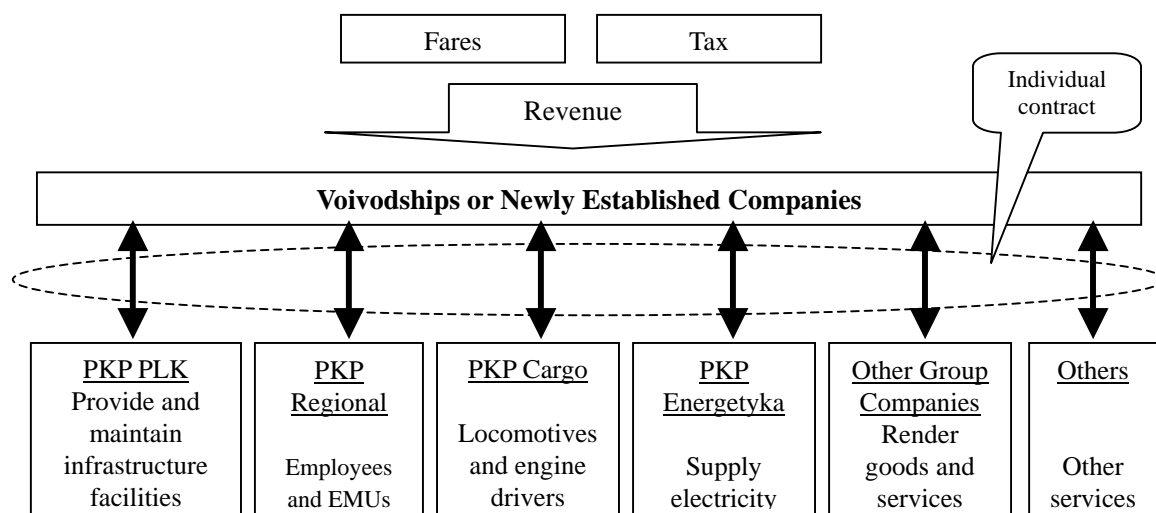 Fares
Tax
Individual
contract
Revenue
Voivodships or Newly Established Companies
PKP PLK
Provide and
maintain
infrastructure
facilities
PKP
Regional
Employees
and EMUs
PKP Cargo
Locomotives
and engine
drivers
PKP
Energetyka
Supply
electricity
Other Group
Companies
Render
goods and
services
Others
Other
services